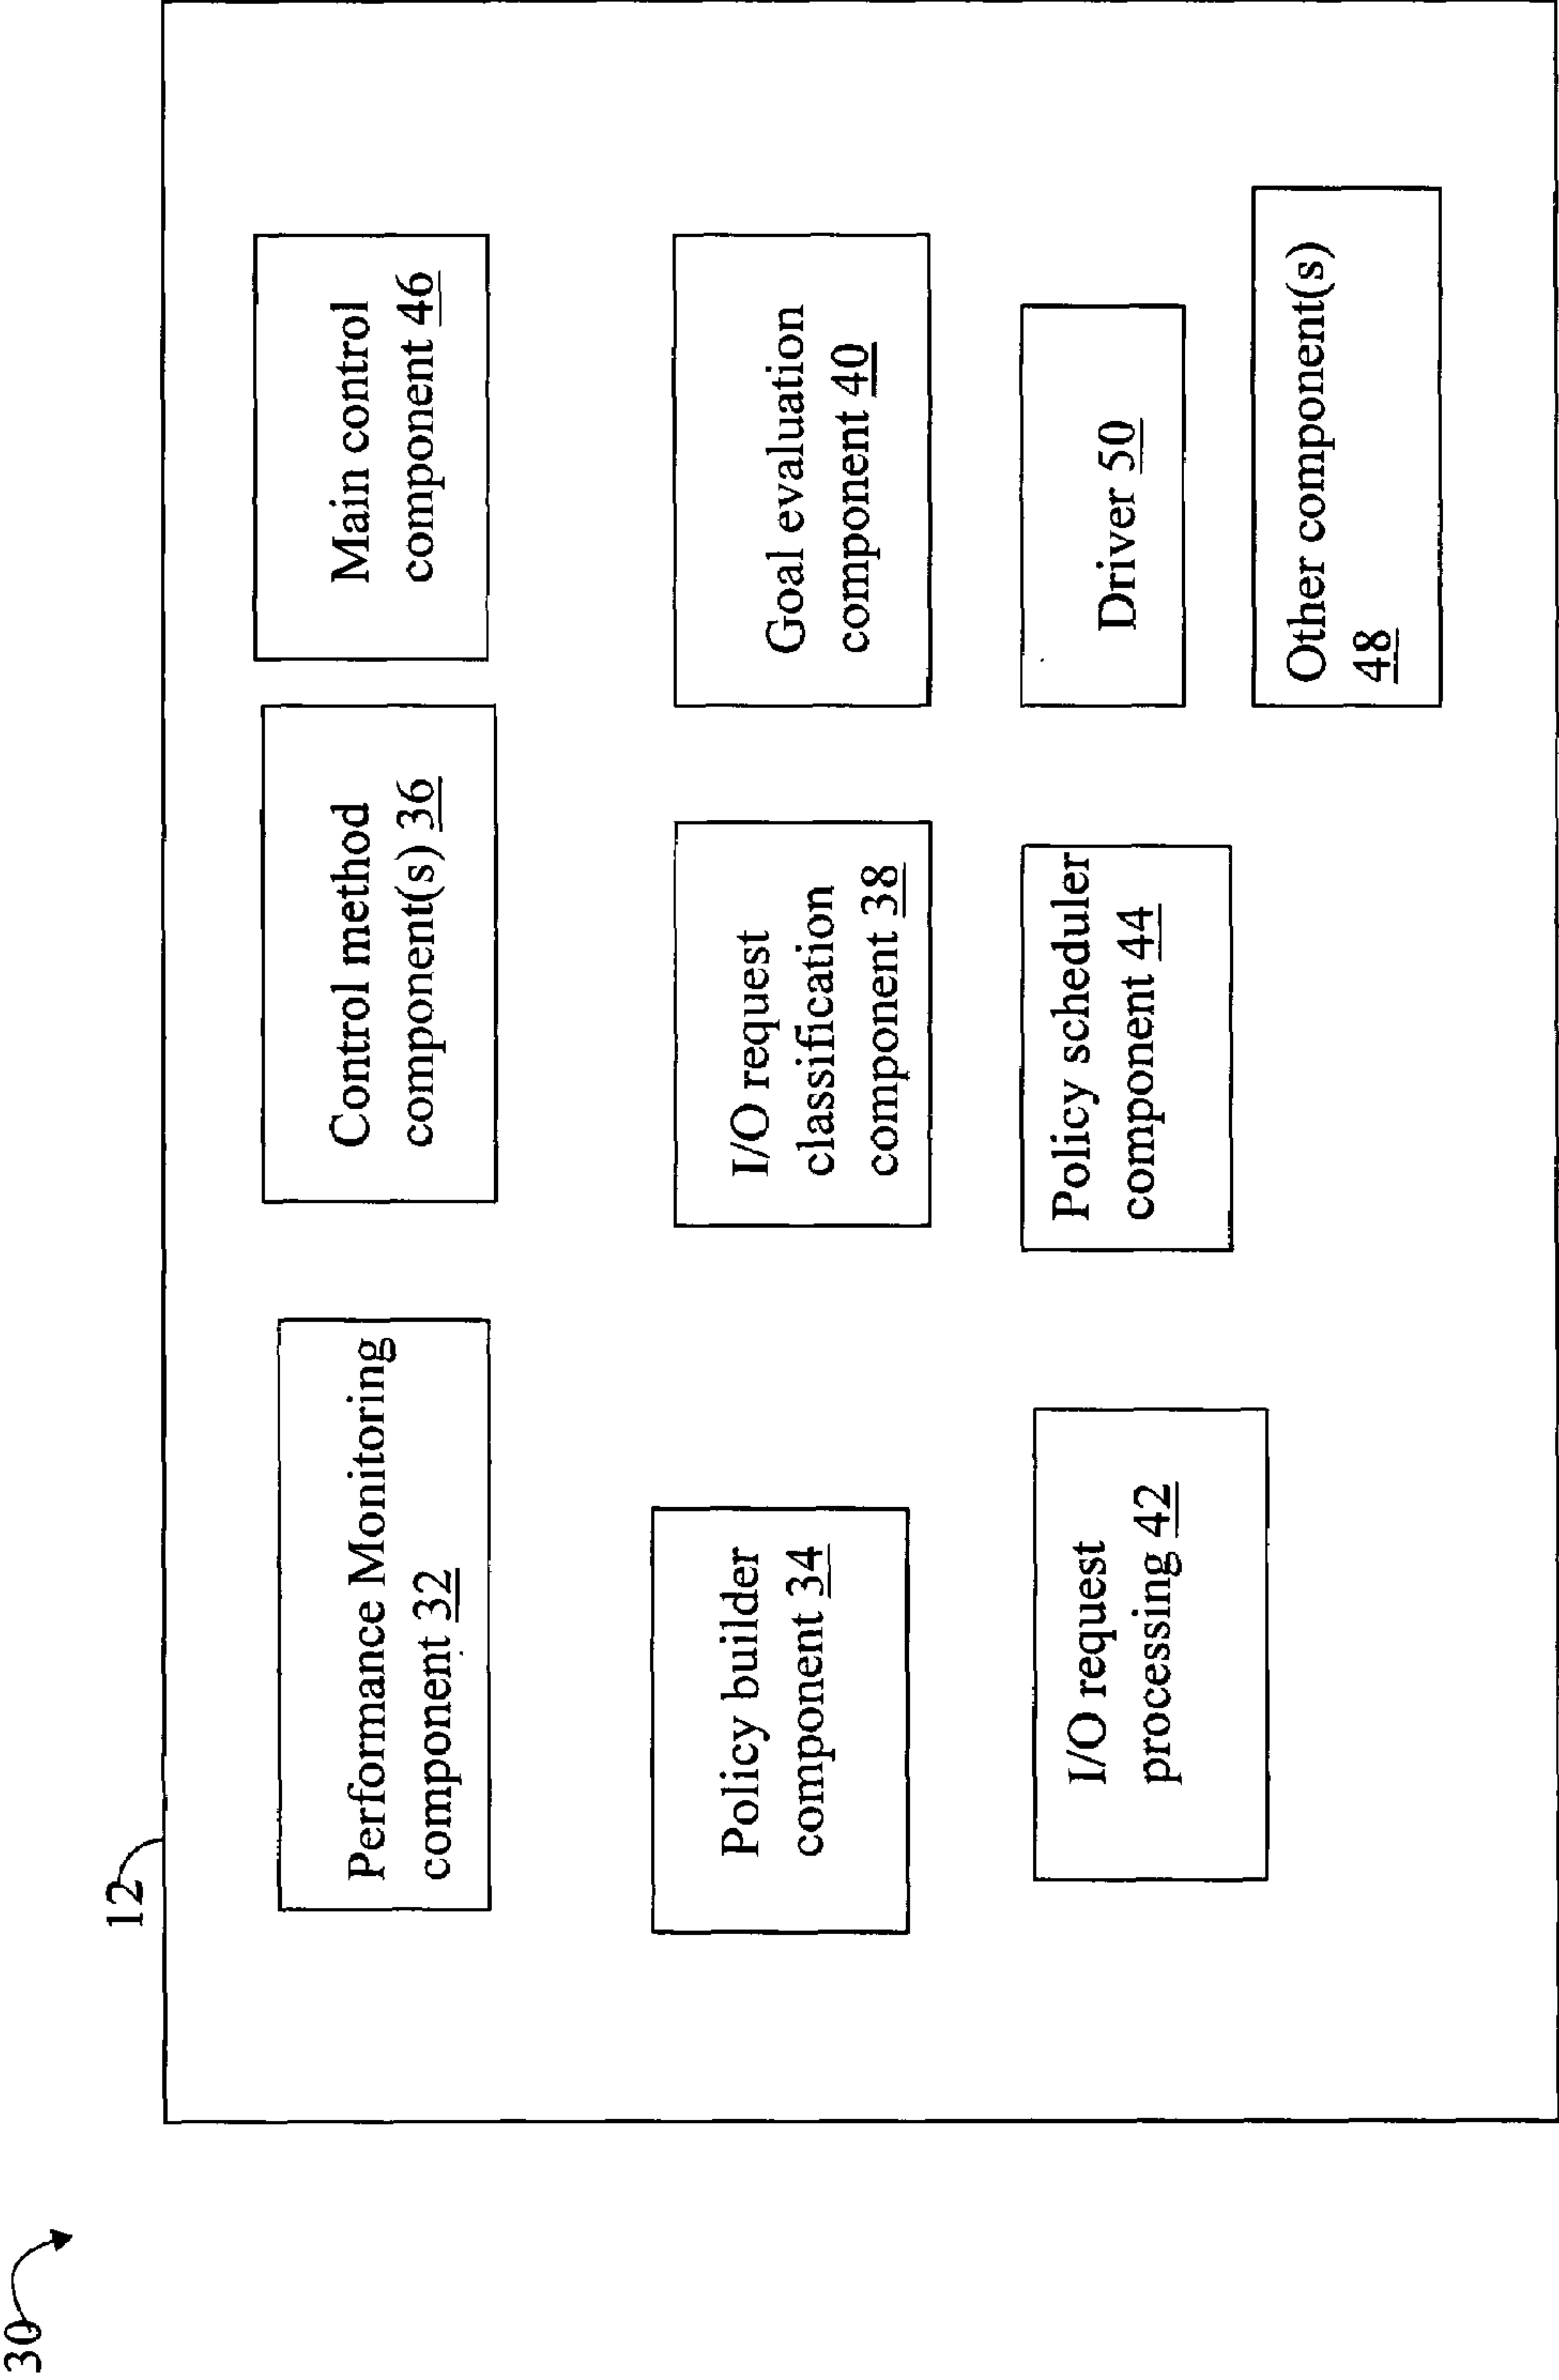 30
12
Performance Monitoring
component 32
Control method
component(s) 36
Main control
component 46
Policy builder
component 34
I/O request
classification
component 38
Goal evaluation
component 40
I/O request
processing 42
Policy scheduler
component 44
Driver 50
Other component(s)
48